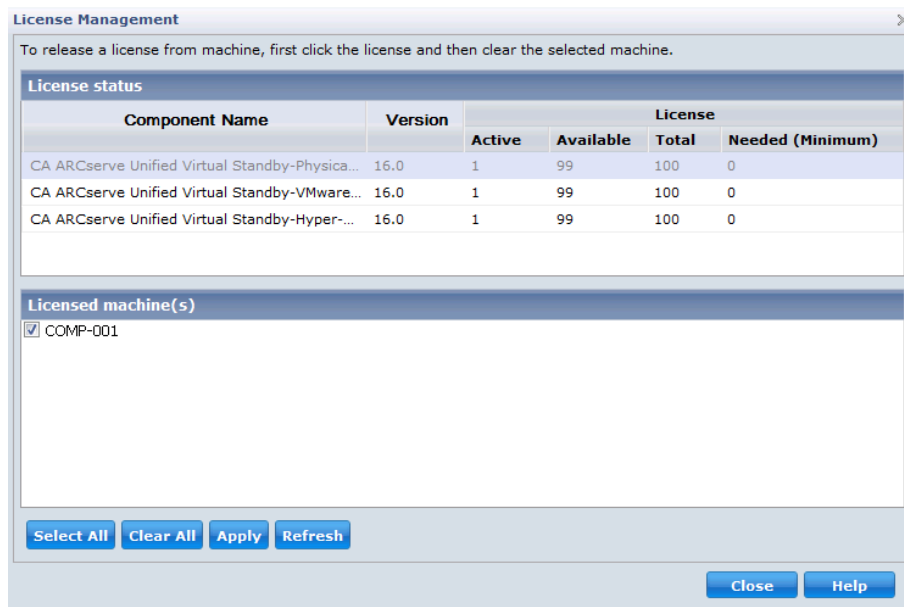 License Management
To release a license from machine, first click the license and then clear the selected machine.
License status
Component Name Version License
Active Available Total Needed (Minimum)
CA ARCserve Unified Virtual Standby-Physica... 16.0 1 99 100 0
CA ARCserve Unified Virtual Standby-VMware... 16.0 1 99 100 0
CA ARCserve Unified Virtual Standby-Hyper-... 16.0 1 99 100 0
Licensed machine(s)
COMP-001
Select All Clear All Apply Refresh
Close Help